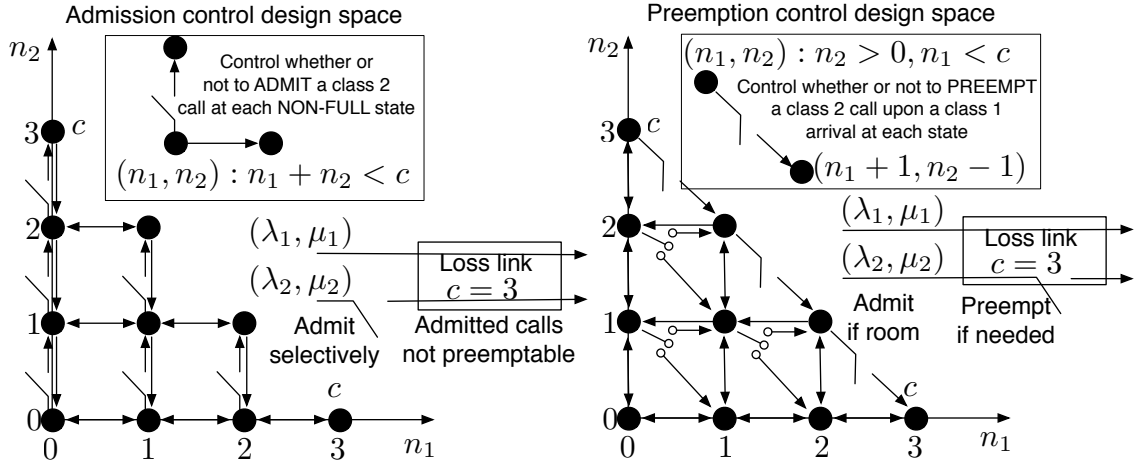 Admission control design space
n₂
Control whether or
not to ADMIT a class 2
call at each NON-FULL state
(n₁, n₂) : n₁ + n₂ < c
3
c
2
1
0
0
1
2
3
c
n₁
(λ₁, μ₁)
(λ₂, μ₂)
Admit
selectively
Loss link
c = 3
Admitted calls
not preemptable
Preemption control design space
n₂
(n₁, n₂) : n₂ > 0, n₁ < c
Control whether or not to PREEMPT
a class 2 call upon a class 1
arrival at each state
(n₁ + 1, n₂ − 1)
3
c
2
1
0
0
1
2
3
c
n₁
(λ₁, μ₁)
(λ₂, μ₂)
Admit
if room
Loss link
c = 3
Preempt
if needed